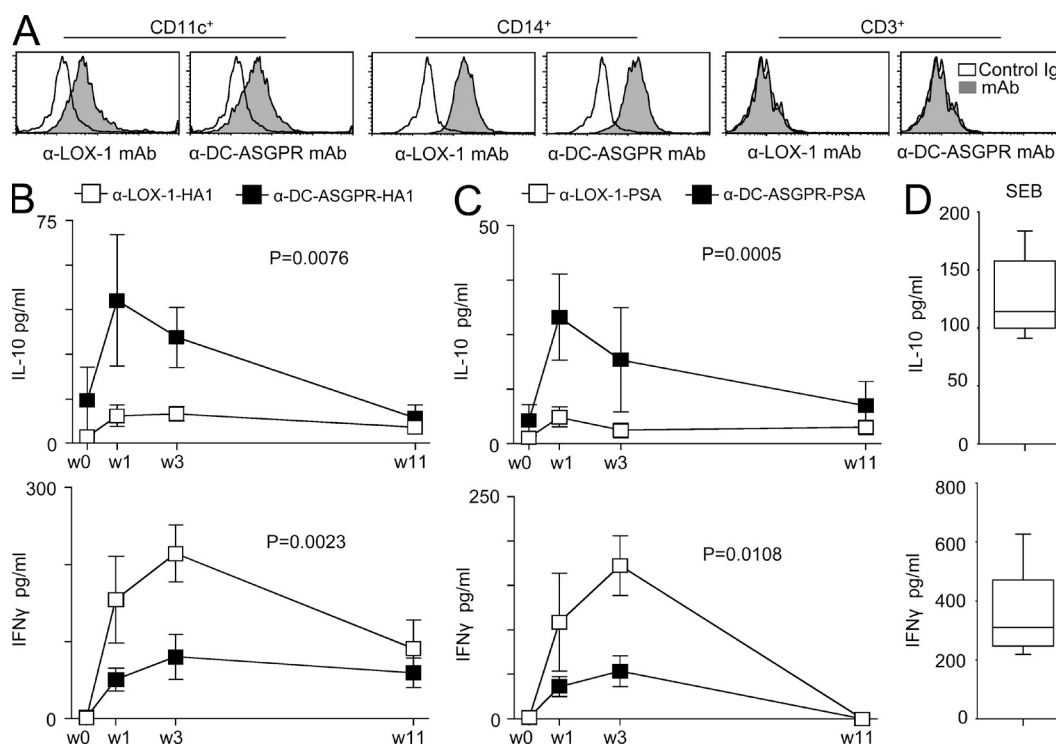 A
CD11c+ CD14+ CD3+
Control Ig
mAb
α-LOX-1 mAb α-DC-ASGPR mAb α-LOX-1 mAb α-DC-ASGPR mAb α-LOX-1 mAb α-DC-ASGPR mAb
B
α-LOX-1-HA1 α-DC-ASGPR-HA1
75
P=0.0076
IL-10 pg/ml
0
w0 w1 w3 w11
300
P=0.0023
IFNγ pg/ml
0
w0 w1 w3 w11
C
α-LOX-1-PSA α-DC-ASGPR-PSA
50
P=0.0005
IL-10 pg/ml
0
w0 w1 w3 w11
250
P=0.0108
IFNγ pg/ml
0
w0 w1 w3 w11
D
SEB
200
150
100
50
0
IL-10 pg/ml
800
600
400
200
0
IFNγ pg/ml